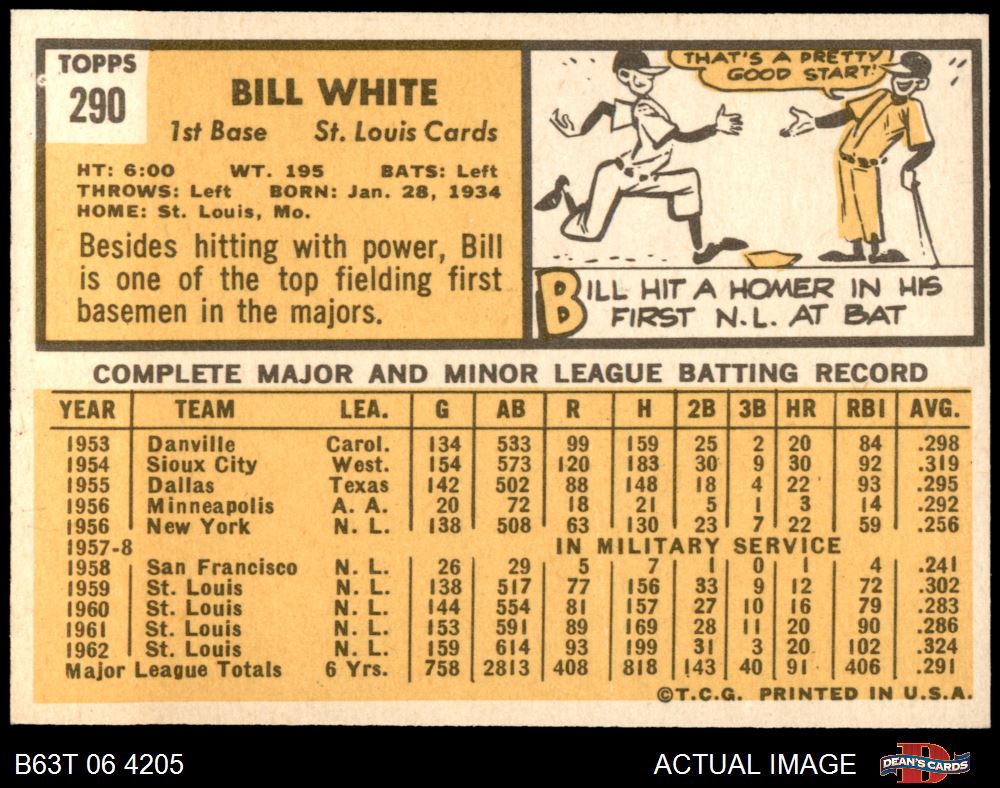 TOPPS
290
BILL WHITE
1st Base St. Louis Cards
HT: 6:00 WT. 195 BATS: Left
THROWS: Left BORN: Jan. 28, 1934
HOME: St. Louis, Mo.
Besides hitting with power, Bill
is one of the top fielding first
basemen in the majors.
THAT'S A PRETTY
GOOD START!
BILL HIT A HOMER IN HIS
FIRST N.L. AT BAT
COMPLETE MAJOR AND MINOR LEAGUE BATTING RECORD
YEAR TEAM LEA. G AB R H 2B 3B HR RBI AVG.
1953 Danville Carol. 134 533 99 159 25 2 20 84 .298
1954 Sioux City West. 154 573 120 183 30 9 30 92 .319
1955 Dallas Texas 142 502 88 148 18 4 22 93 .295
1956 Minneapolis A. A. 20 72 18 21 5 1 3 14 .292
1956 New York N. L. 138 508 63 130 23 7 22 59 .256
1957-8 IN MILITARY SERVICE
1958 San Francisco N. L. 26 29 5 7 1 0 1 4 .241
1959 St. Louis N. L. 138 517 77 156 33 9 12 72 .302
1960 St. Louis N. L. 144 554 81 157 27 10 16 79 .283
1961 St. Louis N. L. 153 591 89 169 28 11 20 90 .286
1962 St. Louis N. L. 159 614 93 199 31 3 20 102 .324
Major League Totals 6 Yrs. 758 2813 408 818 143 40 91 406 .291
©T.C.G. PRINTED IN U.S.A.
B63T 06 4205 ACTUAL IMAGE
DEAN'S CARDS